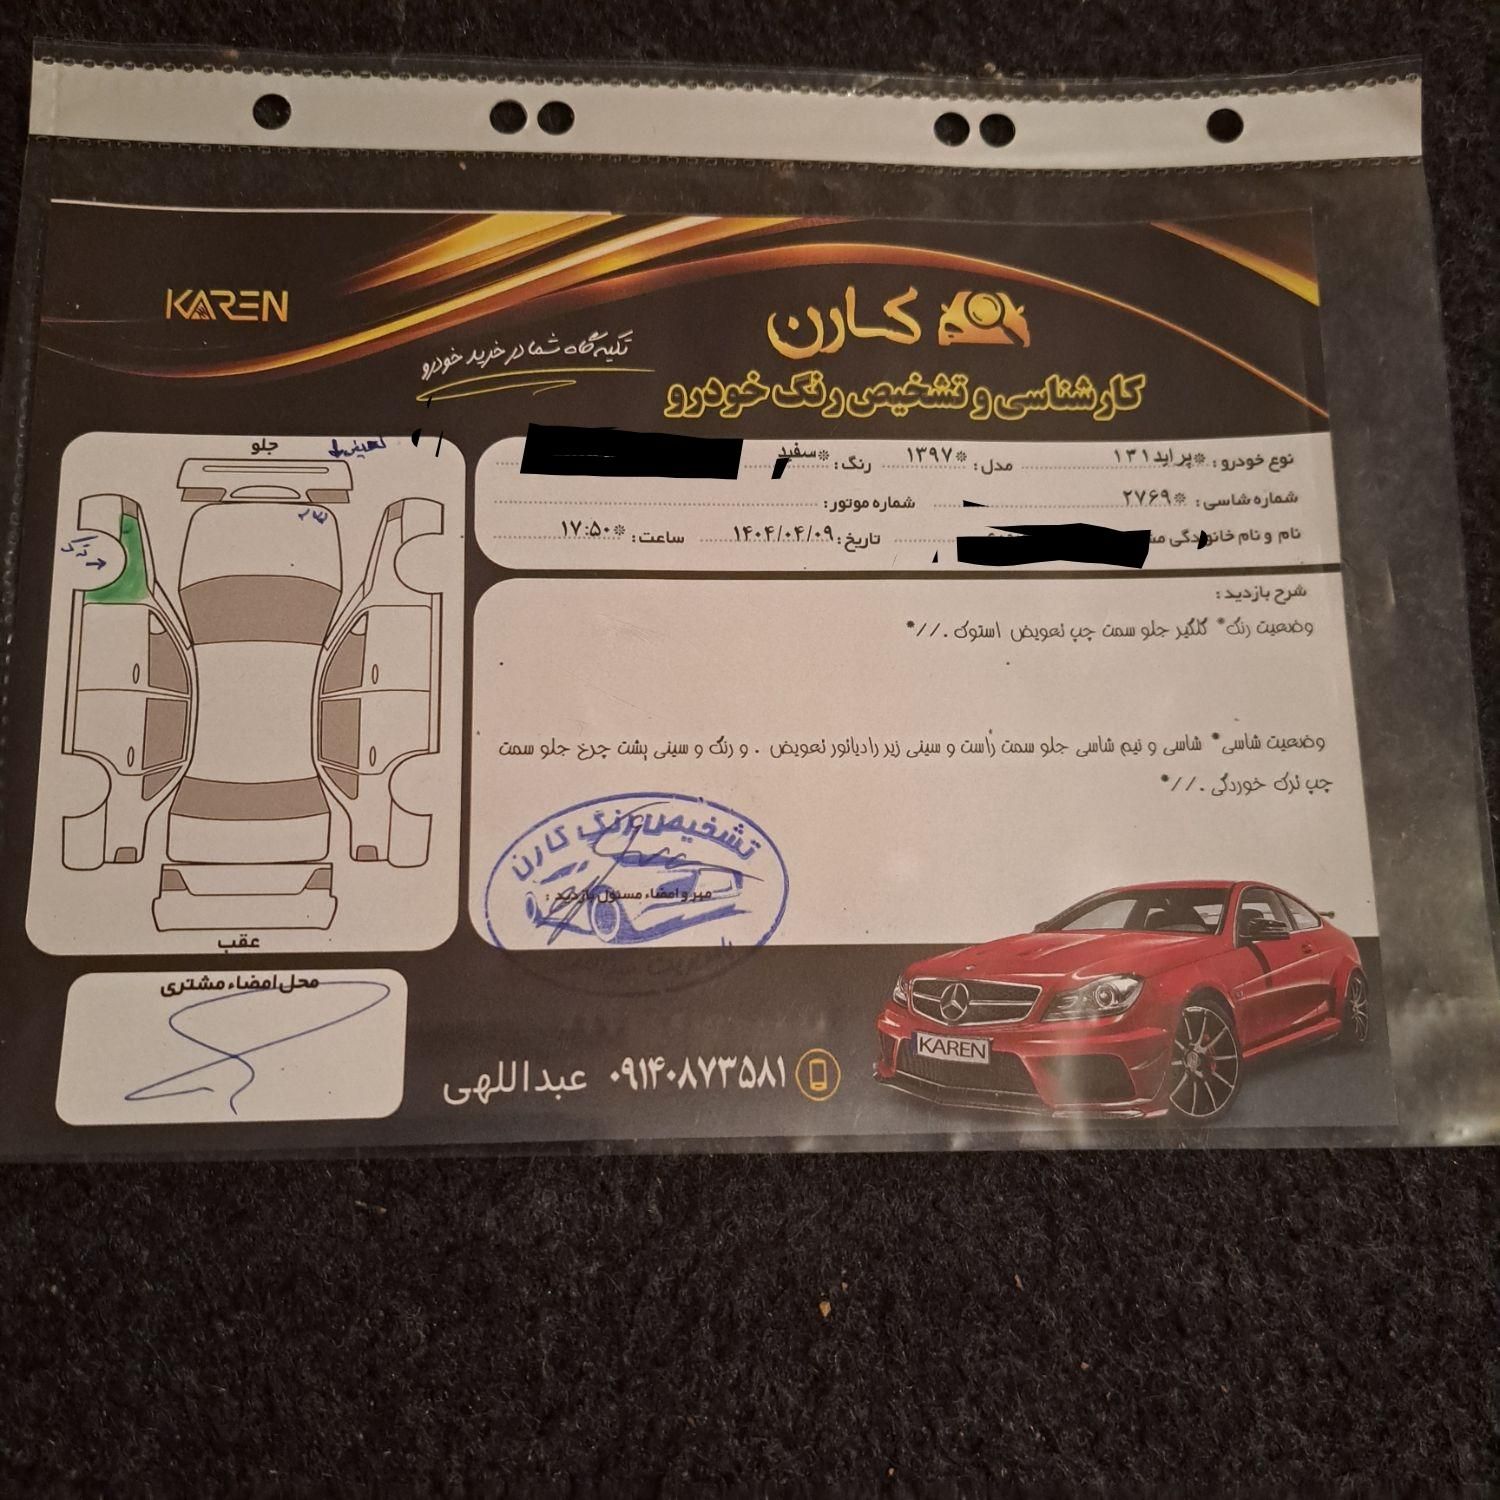 KAREN
کارن
تکیه گاه شما در خرید خودرو
کارشناسی و تشخیص رنگ خودرو
نوع خودرو : *پراید ۱۳۱ مدل : *۱۳۹۷ رنگ : *سفید
شماره شاسی : *۲۷۶۹ شماره موتور :
نام و نام خانوادگی تاریخ : ۱۴۰۴/۰۴/۰۹ ساعت : *۱۷:۵۰
شرح بازدید :
وضعیت رنگ* گلگیر جلو سمت چپ تعویض استوک .//*
وضعیت شاسی* شاسی و نیم شاسی جلو سمت راست و سینی زیر رادیاتور تعویض . و رنگ و سینی پشت چرخ جلو سمت
چپ ترک خوردگی .//*
تشخیص رنگ کارن
مهر و امضاء مسئول بازدید :
جلو
تعویض
عقب
محل امضاء مشتری
۰۹۱۴۰۸۷۳۵۸۱ عبداللهی
KAREN